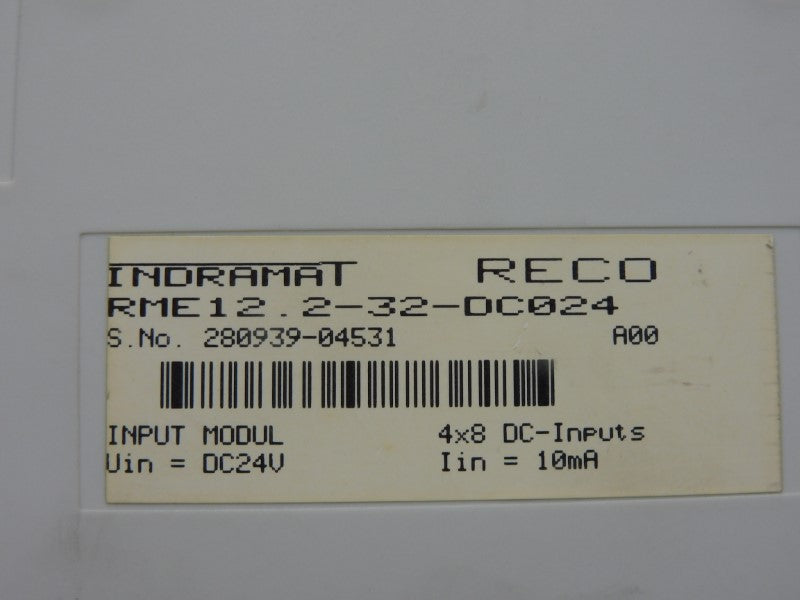 INDRAMAT RECO
RME12.2-32-DC024
S.No. 280939-04531 A00
INPUT MODUL 4x8 DC-Inputs
Uin = DC24V Iin = 10mA